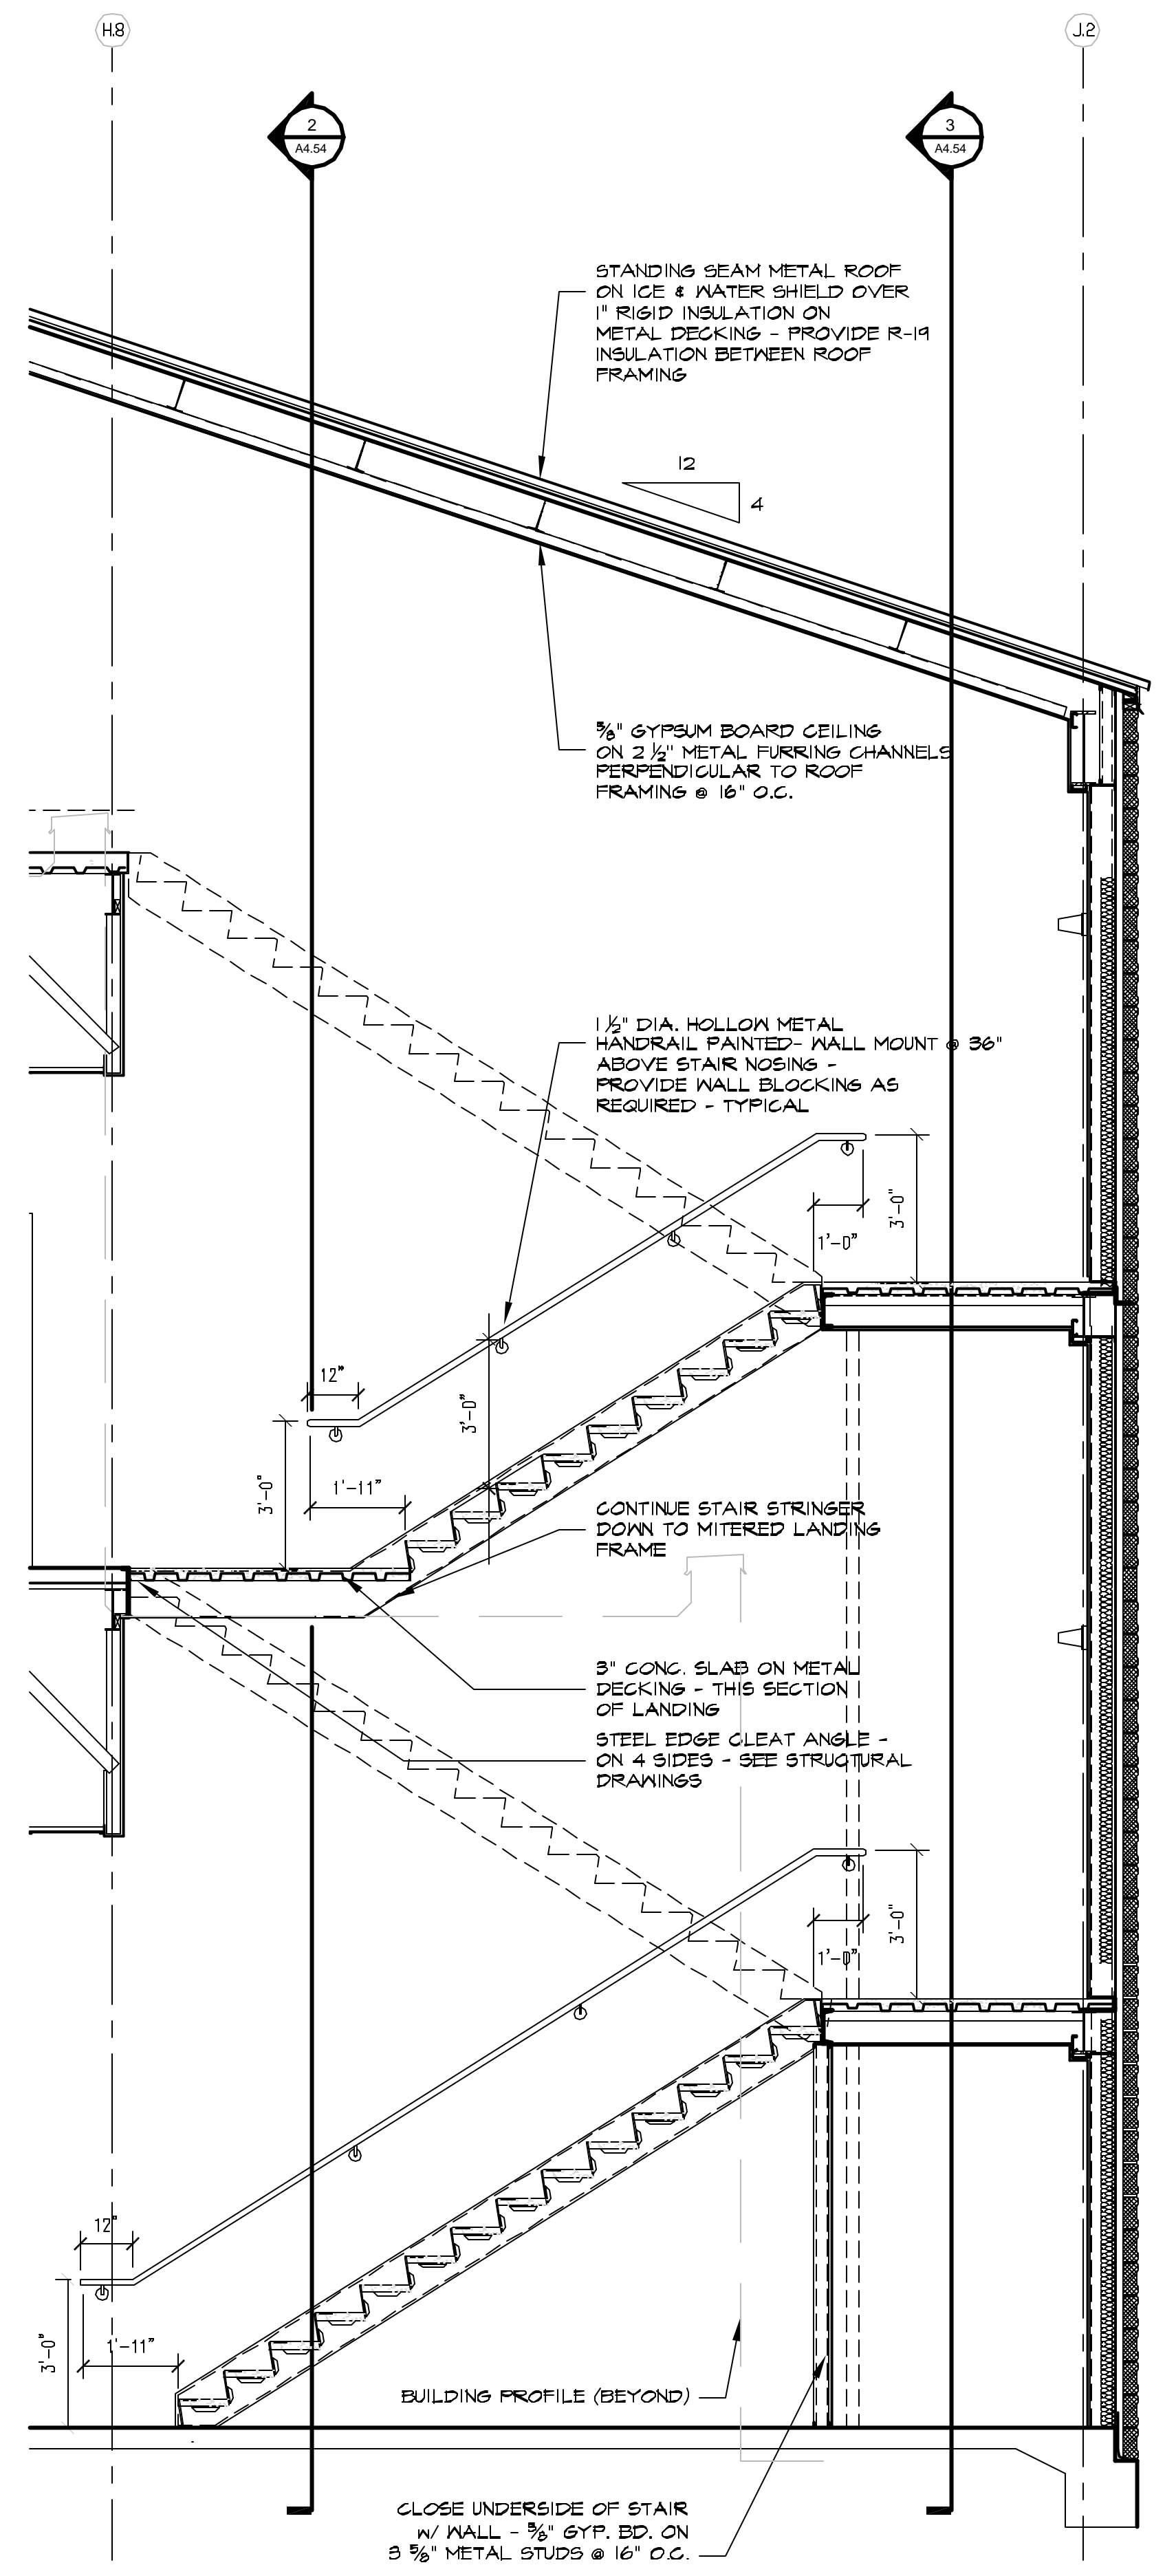 H.8
J.2
2
A4.54
3
A4.54
STANDING SEAM METAL ROOF
ON ICE & WATER SHIELD OVER
1" RIGID INSULATION ON
METAL DECKING - PROVIDE R-19
INSULATION BETWEEN ROOF
FRAMING
12
4
5/8" GYPSUM BOARD CEILING
ON 2 1/2" METAL FURRING CHANNELS
PERPENDICULAR TO ROOF
FRAMING @ 16" O.C.
1 1/2" DIA. HOLLOW METAL
HANDRAIL PAINTED- WALL MOUNT @ 36"
ABOVE STAIR NOSING -
PROVIDE WALL BLOCKING AS
REQUIRED - TYPICAL
3'-0"
1'-0"
12"
3'-0"
3'-0"
1'-11"
CONTINUE STAIR STRINGER
DOWN TO MITERED LANDING
FRAME
3" CONC. SLAB ON METAL
DECKING - THIS SECTION
OF LANDING
STEEL EDGE CLEAT ANGLE -
ON 4 SIDES - SEE STRUCTURAL
DRAWINGS
3'-0"
1'-0"
12"
3'-0"
1'-11"
BUILDING PROFILE (BEYOND)
CLOSE UNDERSIDE OF STAIR
W/ WALL - 5/8" GYP. BD. ON
3 5/8" METAL STUDS @ 16" O.C.